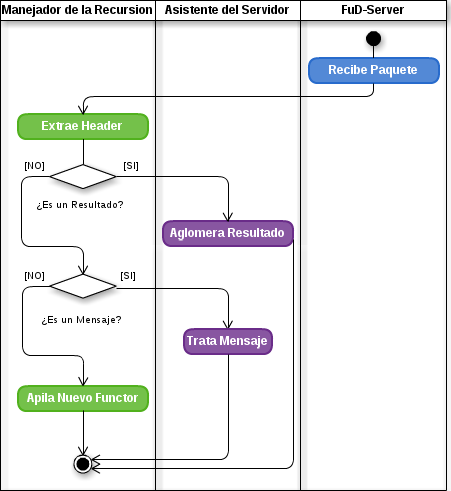 Manejador de la Recursion
Asistente del Servidor
FuD-Server
Recibe Paquete
Extrae Header
[NO]
[SI]
¿Es un Resultado?
Aglomera Resultado
[NO]
[SI]
¿Es un Mensaje?
Trata Mensaje
Apila Nuevo Functor